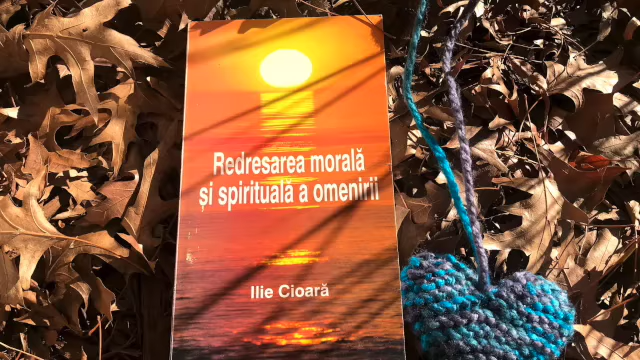 Redresarea morală
și spirituală a omenirii
Ilie Cioară